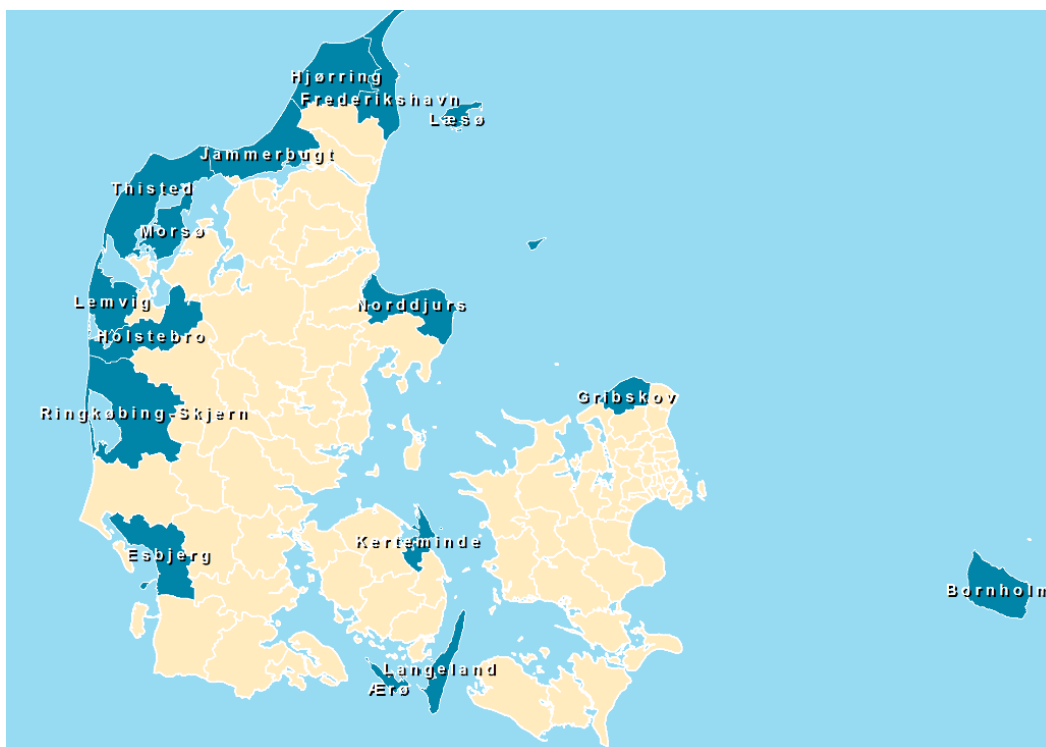 Hjørring
Frederikshavn
Læsø
Jammerbugt
Thisted
Morsø
Lemvig
Norddjurs
Holstebro
Gribskov
Ringkøbing-Skjern
Kerteminde
Esbjerg
Bornholm
Langeland
Ærø